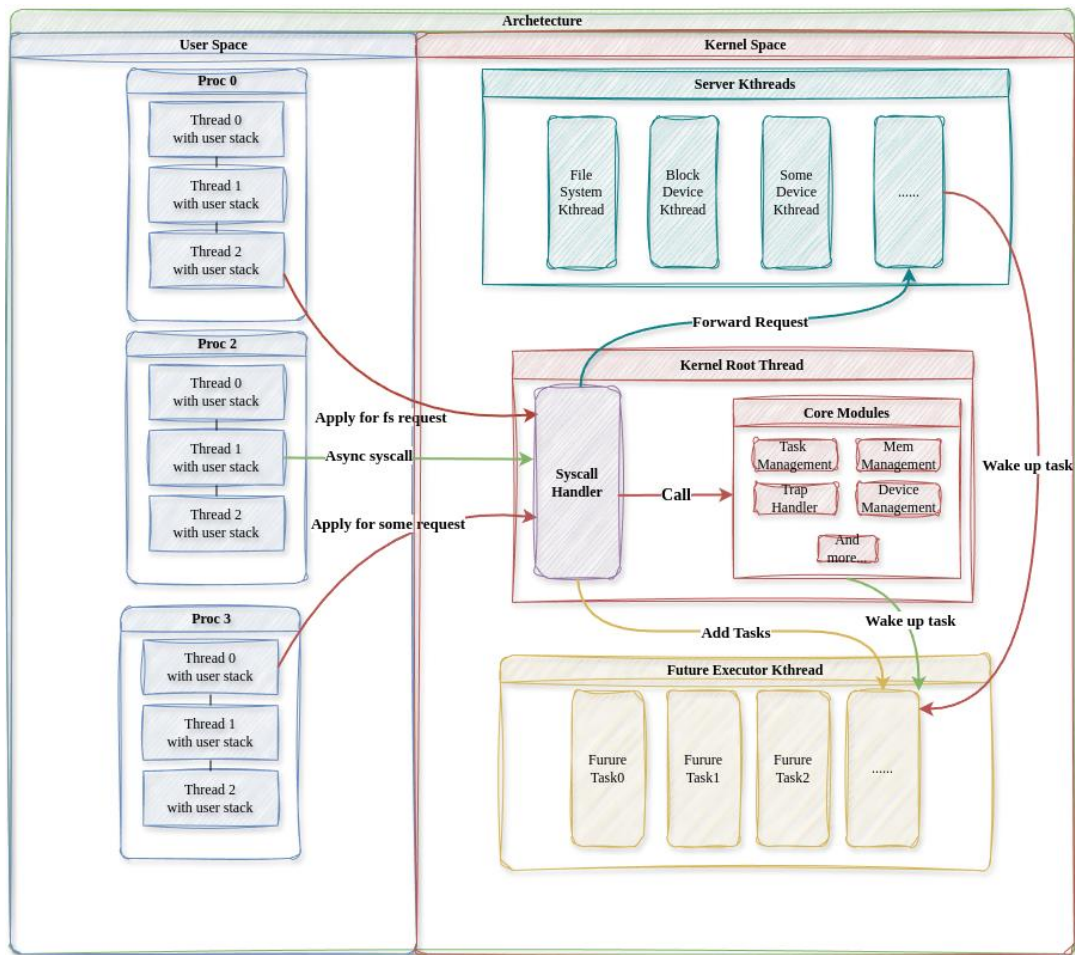 Archetecture
User Space
Kernel Space
Proc 0
Thread 0
with user stack
Thread 1
with user stack
Thread 2
with user stack
Proc 2
Thread 0
with user stack
Thread 1
with user stack
Thread 2
with user stack
Proc 3
Thread 0
with user stack
Thread 1
with user stack
Thread 2
with user stack
Apply for fs request
Async syscall
Apply for some request
Server Kthreads
File
System
Kthread
Block
Device
Kthread
Some
Device
Kthread
......
Forward Request
Kernel Root Thread
Syscall
Handler
Call
Core Modules
Task
Management
Mem
Management
Trap
Handler
Device
Management
And
more...
Wake up task
Wake up task
Add Tasks
Future Executor Kthread
Furure
Task0
Furure
Task1
Furure
Task2
......